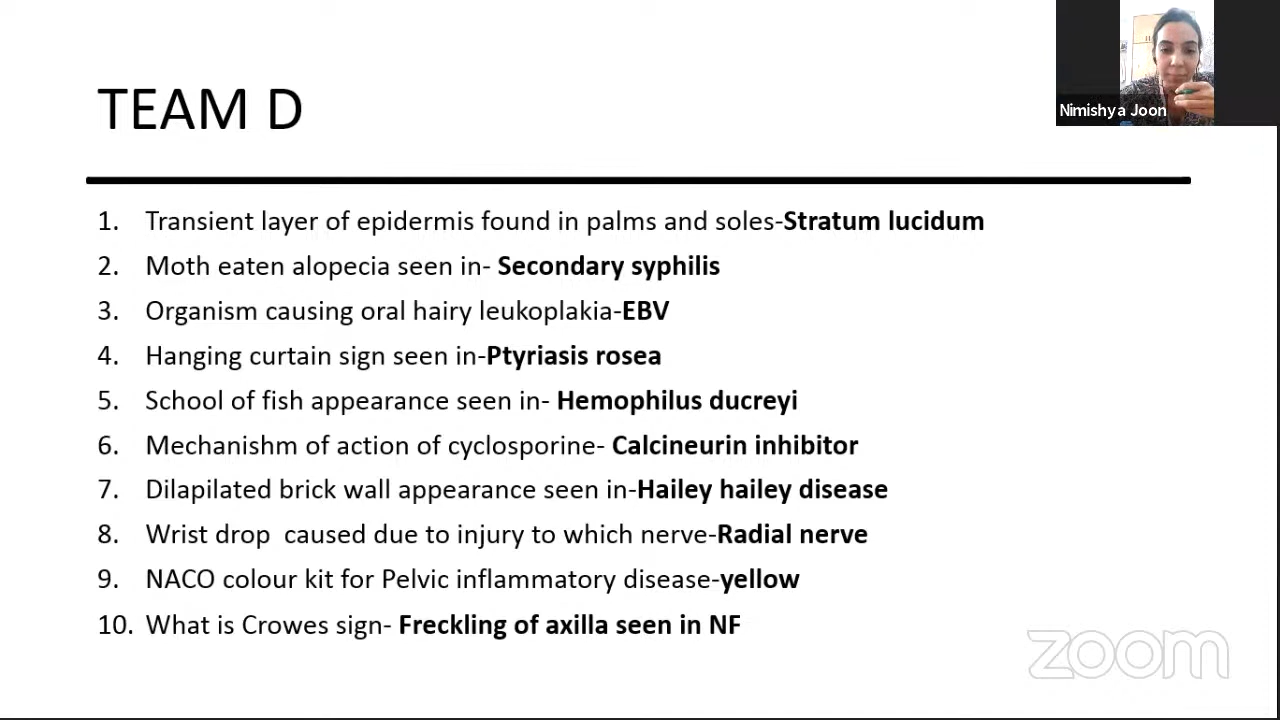 TEAM D
Nimishya Joon
1. Transient layer of epidermis found in palms and soles-Stratum lucidum
2. Moth eaten alopecia seen in- Secondary syphilis
3. Organism causing oral hairy leukoplakia-EBV
4. Hanging curtain sign seen in-Ptyriasis rosea
5. School of fish appearance seen in- Hemophilus ducreyi
6. Mechanishm of action of cyclosporine- Calcineurin inhibitor
7. Dilapilated brick wall appearance seen in-Hailey hailey disease
8. Wrist drop  caused due to injury to which nerve-Radial nerve
9. NACO colour kit for Pelvic inflammatory disease-yellow
10. What is Crowes sign- Freckling of axilla seen in NF
zoom